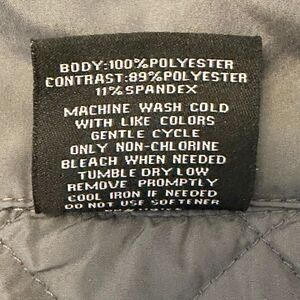 BODY:100%POLYESTER
CONTRAST:89%POLYESTER
11%SPANDEX
MACHINE WASH COLD
WITH LIKE COLORS
GENTLE CYCLE
ONLY NON-CHLORINE
BLEACH WHEN NEEDED
TUMBLE DRY LOW
REMOVE PROMPTLY
COOL IRON IF NEEDED
DO NOT USE SOFTENER